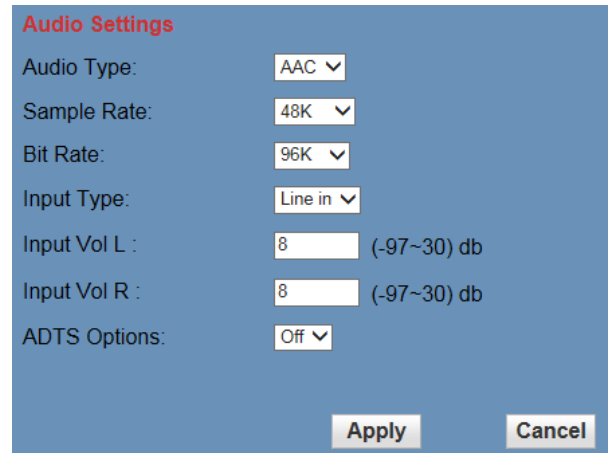 Audio Settings
Audio Type: AAC
Sample Rate: 48K
Bit Rate: 96K
Input Type: Line in
Input Vol L : 8 (-97~30) db
Input Vol R : 8 (-97~30) db
ADTS Options: Off
Apply Cancel